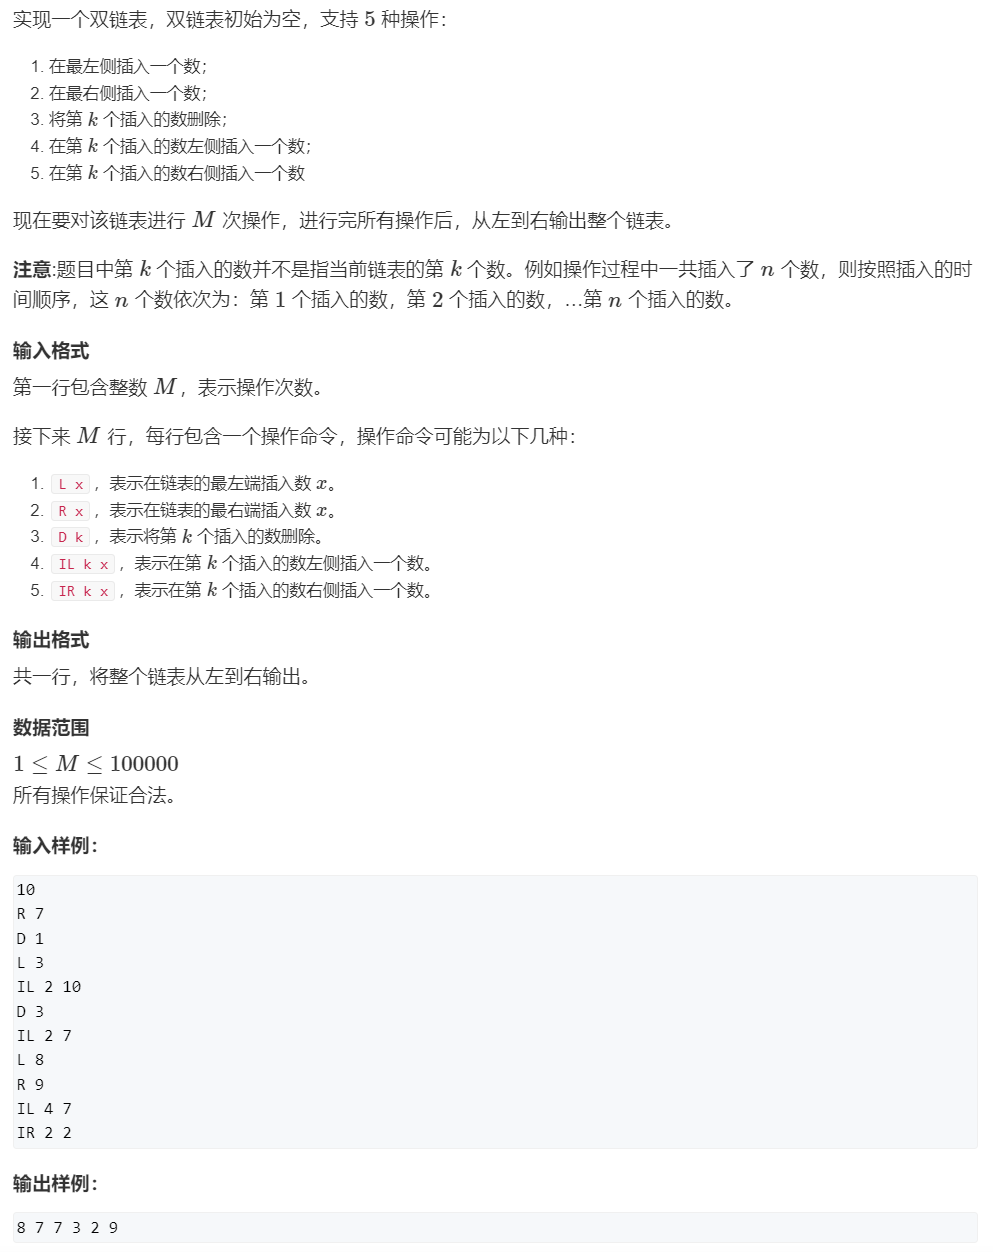 实现一个双链表，双链表初始为空，支持 5 种操作：
1. 在最左侧插入一个数；
2. 在最右侧插入一个数；
3. 将第 k 个插入的数删除；
4. 在第 k 个插入的数左侧插入一个数；
5. 在第 k 个插入的数右侧插入一个数
现在要对该链表进行 M 次操作，进行完所有操作后，从左到右输出整个链表。
注意:题目中第 k 个插入的数并不是指当前链表的第 k 个数。例如操作过程中一共插入了 n 个数，则按照插入的时
间顺序，这 n 个数依次为：第 1 个插入的数，第 2 个插入的数，…第 n 个插入的数。
输入格式
第一行包含整数 M，表示操作次数。
接下来 M 行，每行包含一个操作命令，操作命令可能为以下几种：
1. L x，表示在链表的最左端插入数 x。
2. R x，表示在链表的最右端插入数 x。
3. D k，表示将第 k 个插入的数删除。
4. IL k x，表示在第 k 个插入的数左侧插入一个数。
5. IR k x，表示在第 k 个插入的数右侧插入一个数。
输出格式
共一行，将整个链表从左到右输出。
数据范围
1 ≤ M ≤ 100000
所有操作保证合法。
输入样例：
10
R 7
D 1
L 3
IL 2 10
D 3
IL 2 7
L 8
R 9
IL 4 7
IR 2 2
输出样例：
8 7 7 3 2 9